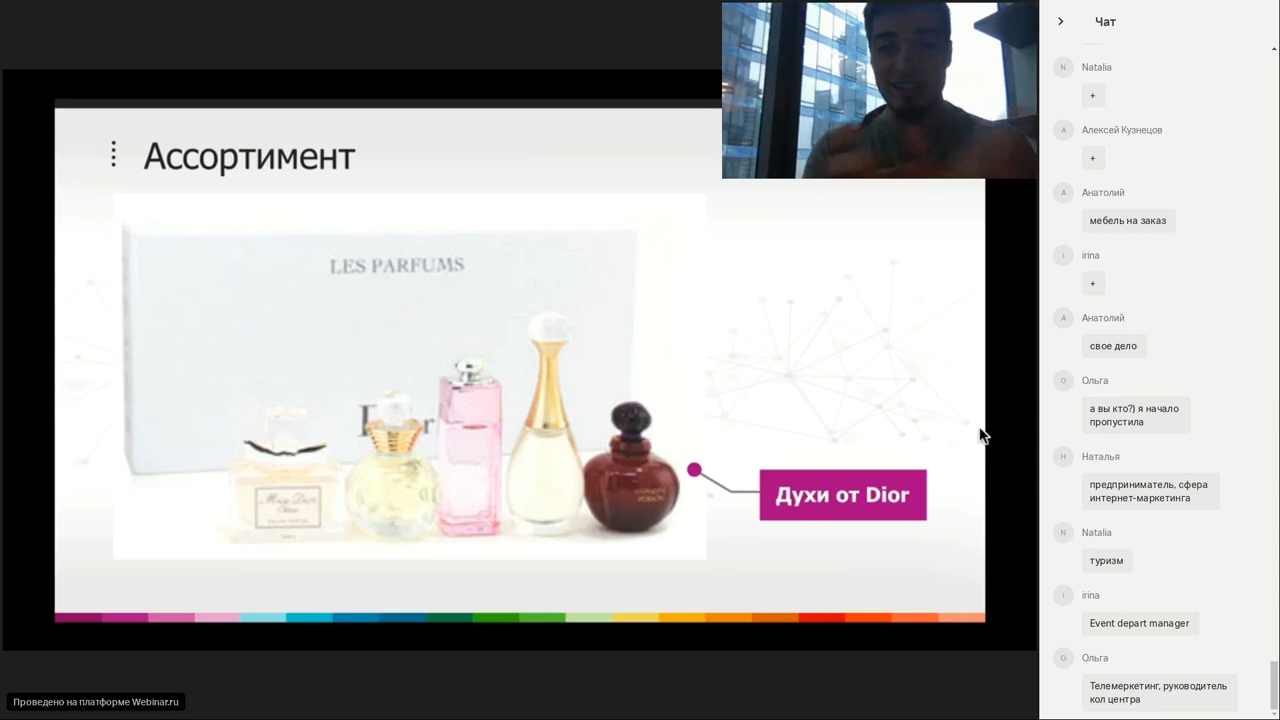 Ассортимент
LES PARFUMS
Духи от Dior
Проведено на платформе Webinar.ru
Чат
N Natalia
+
А Алексей Кузнецов
+
А Анатолий
мебель на заказ
i irina
+
А Анатолий
свое дело
О Ольга
а вы кто?) я начало
пропустила
Н Наталья
предприниматель, сфера
интернет-маркетинга
N Natalia
туризм
i irina
Event depart manager
О Ольга
Телемеркетинг, руководитель
кол центра